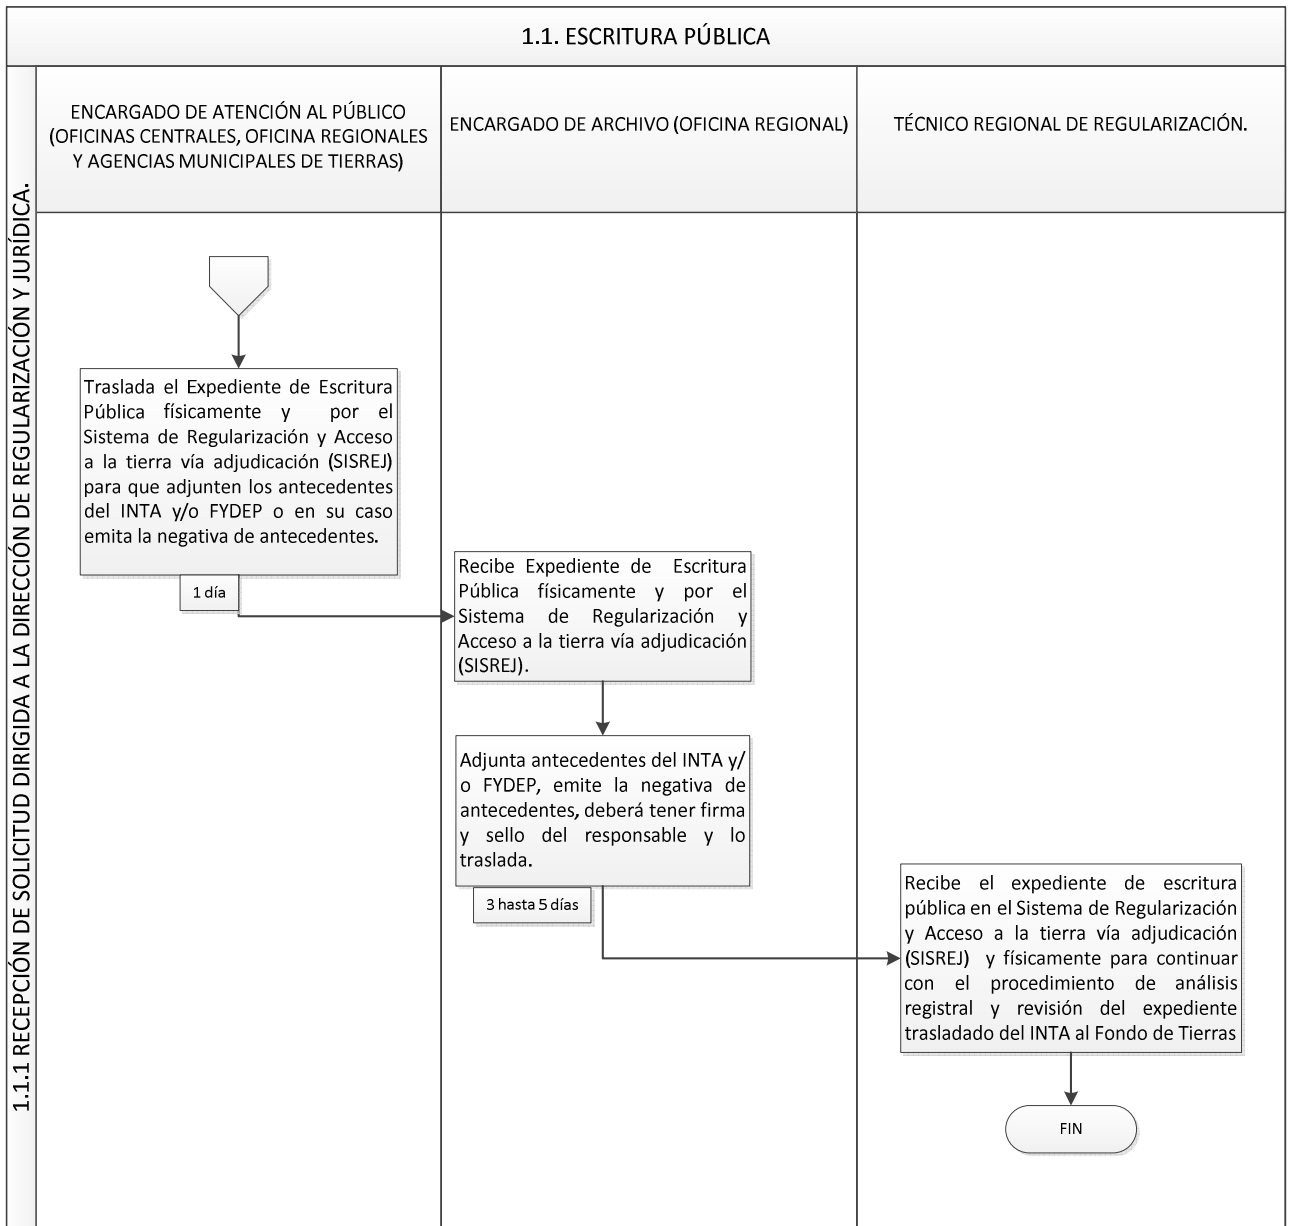 1.1. ESCRITURA PÚBLICA
1.1.1 RECEPCIÓN DE SOLICITUD DIRIGIDA A LA DIRECCIÓN DE REGULARIZACIÓN Y JURÍDICA.
ENCARGADO DE ATENCIÓN AL PÚBLICO
(OFICINAS CENTRALES, OFICINA REGIONALES
Y AGENCIAS MUNICIPALES DE TIERRAS)
ENCARGADO DE ARCHIVO (OFICINA REGIONAL)
TÉCNICO REGIONAL DE REGULARIZACIÓN.
Traslada el Expediente de Escritura
Pública físicamente y por el
Sistema de Regularización y Acceso
a la tierra vía adjudicación (SISREJ)
para que adjunten los antecedentes
del INTA y/o FYDEP o en su caso
emita la negativa de antecedentes.
1 día
Recibe Expediente de Escritura
Pública físicamente y por el
Sistema de Regularización y
Acceso a la tierra vía adjudicación
(SISREJ).
Adjunta antecedentes del INTA y/
o FYDEP, emite la negativa de
antecedentes, deberá tener firma
y sello del responsable y lo
traslada.
3 hasta 5 días
Recibe el expediente de escritura
pública en el Sistema de Regularización
y Acceso a la tierra vía adjudicación
(SISREJ) y físicamente para continuar
con el procedimiento de análisis
registral y revisión del expediente
trasladado del INTA al Fondo de Tierras
FIN